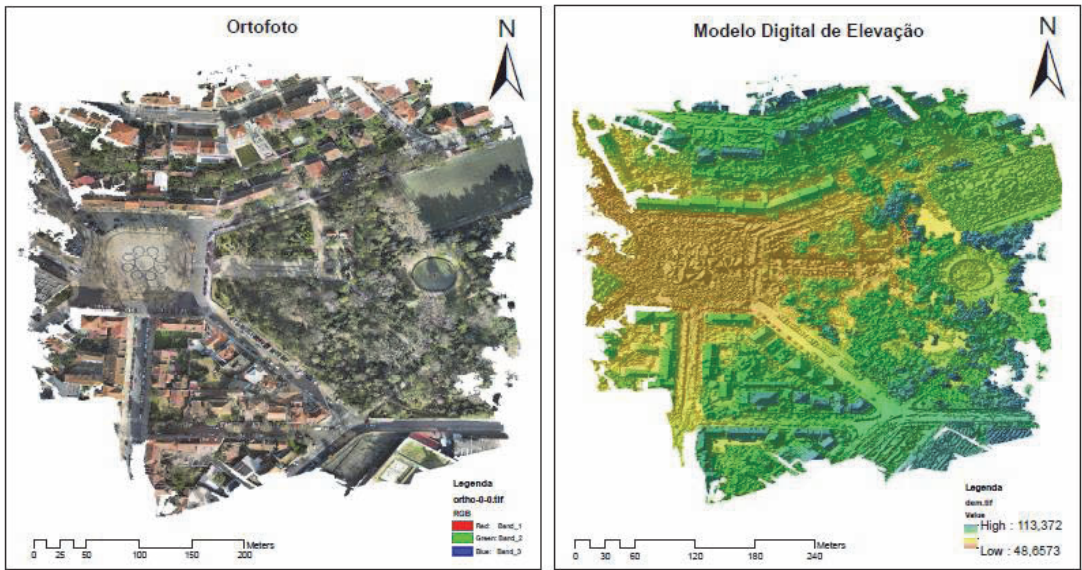 Ortofoto
N
Legenda
ortho-0-0.tif
RGB
Red: Band_1
Green: Band_2
Blue: Band_3
0 25 50 100 150 200
Meters
Modelo Digital de Elevação
N
Legenda
dem.tif
Value
High : 113,372
Low : 48,6573
0 30 60 120 180 240
Meters